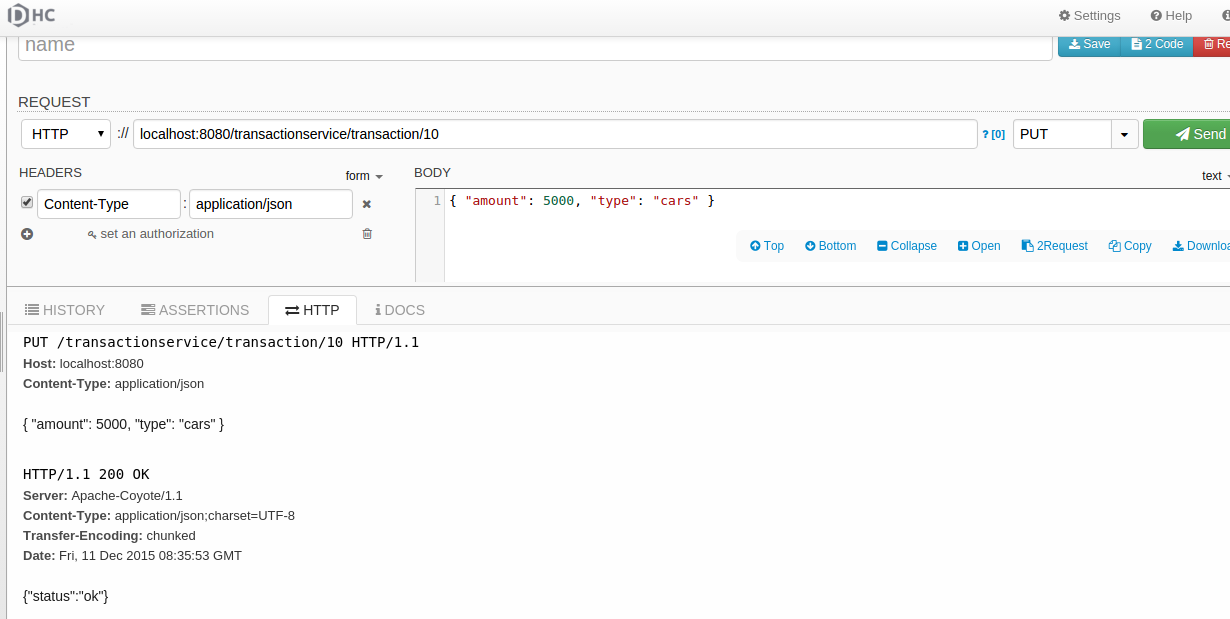 DHC
Settings Help
name
Save 2 Code Re
REQUEST
HTTP :// localhost:8080/transactionservice/transaction/10 ? [0] PUT Send
HEADERS form BODY text
Content-Type : application/json 1 { "amount": 5000, "type": "cars" }
set an authorization
Top Bottom Collapse Open 2Request Copy Downloa
HISTORY ASSERTIONS HTTP DOCS
PUT /transactionservice/transaction/10 HTTP/1.1
Host: localhost:8080
Content-Type: application/json
{ "amount": 5000, "type": "cars" }
HTTP/1.1 200 OK
Server: Apache-Coyote/1.1
Content-Type: application/json;charset=UTF-8
Transfer-Encoding: chunked
Date: Fri, 11 Dec 2015 08:35:53 GMT
{"status":"ok"}